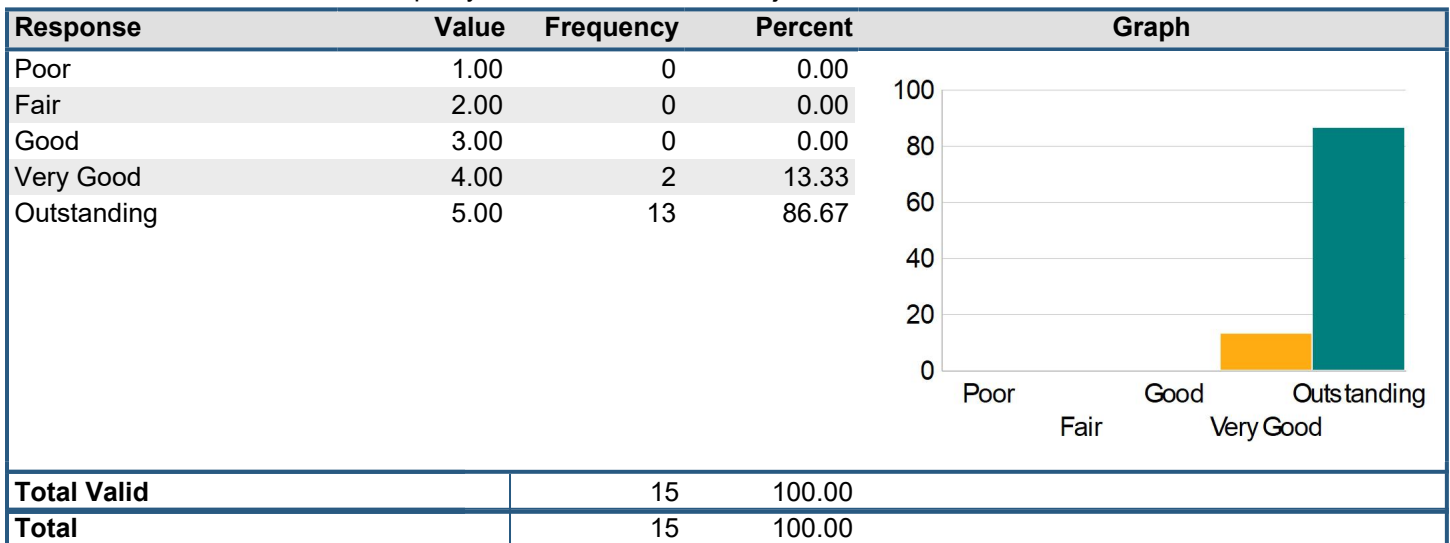 Response Value Frequency Percent Graph
Poor 1.00 0 0.00
Fair 2.00 0 0.00
Good 3.00 0 0.00
Very Good 4.00 2 13.33
Outstanding 5.00 13 86.67
100
80
60
40
20
0
Poor Good Outstanding
Fair Very Good
Total Valid 15 100.00
Total 15 100.00